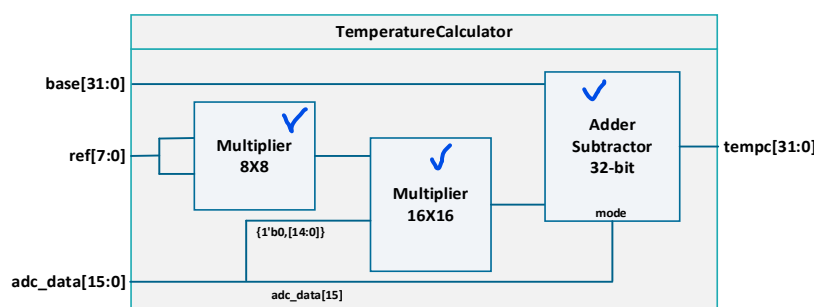 TemperatureCalculator
base[31:0]
Multiplier
8X8
ref[7:0]
Multiplier
16X16
Adder
Subtractor
32-bit
mode
tempc[31:0]
{1'b0,[14:0]}
adc_data[15:0]
adc_data[15]